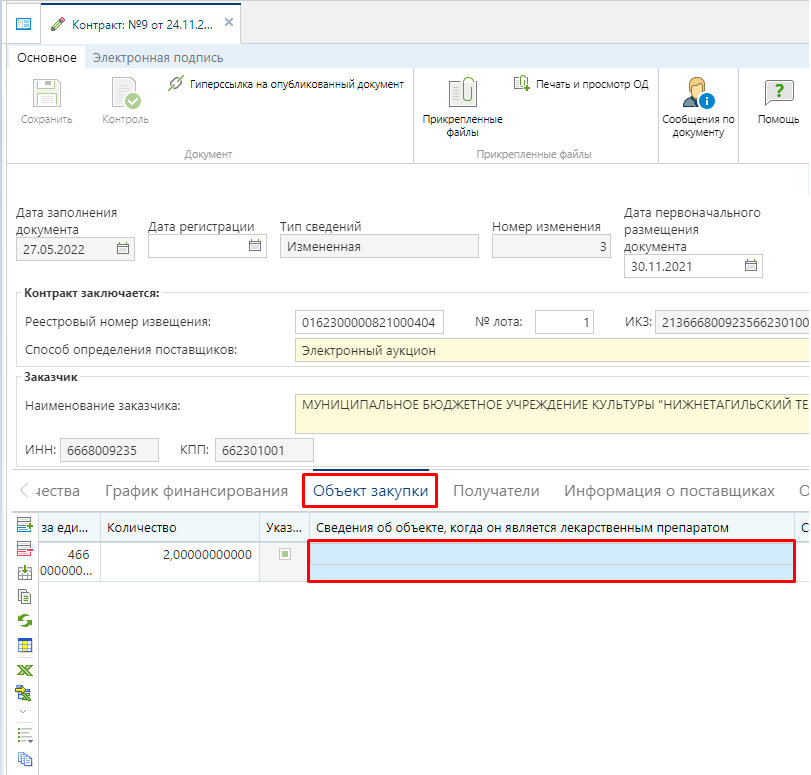 Контракт: №9 от 24.11.2...
Основное Электронная подпись
Сохранить
Контроль
Гиперссылка на опубликованный документ
Документ
Прикрепленные файлы
Печать и просмотр ОД
Прикрепленные файлы
Сообщения по документу
Помощь
Дата заполнения документа
27.05.2022
Дата регистрации
Тип сведений
Измененная
Номер изменения
3
Дата первоначального размещения документа
30.11.2021
Контракт заключается:
Реестровый номер извещения: 0162300000821000404 № лота: 1 ИКЗ: 213666800923566230100
Способ определения поставщиков: Электронный аукцион
Заказчик
Наименование заказчика: МУНИЦИПАЛЬНОЕ БЮДЖЕТНОЕ УЧРЕЖДЕНИЕ КУЛЬТУРЫ "НИЖНЕТАГИЛЬСКИЙ ТЕ
ИНН: 6668009235 КПП: 662301001
чества График финансирования Объект закупки Получатели Информация о поставщиках О
за еди... Количество Указ... Сведения об объекте, когда он является лекарственным препаратом С
466 2,00000000000
000000...